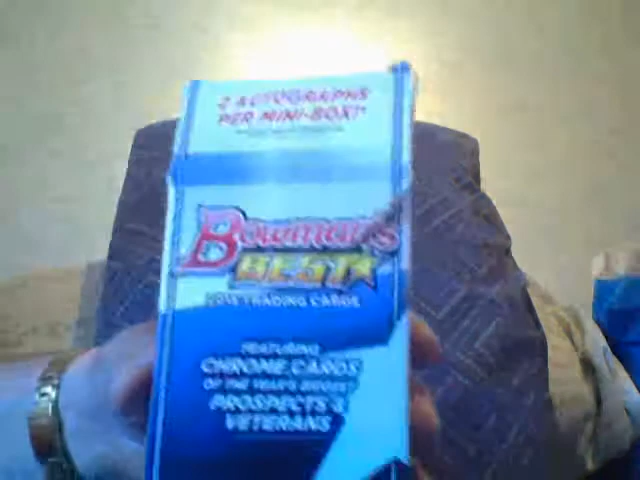 2 AUTOGRAPHS
PER MINI-BOX!*
Bowman's
BEST
TRADING CARDS
FEATURING
CHROME CARDS
OF THE YEAR'S BIGGEST
PROSPECTS &
VETERANS